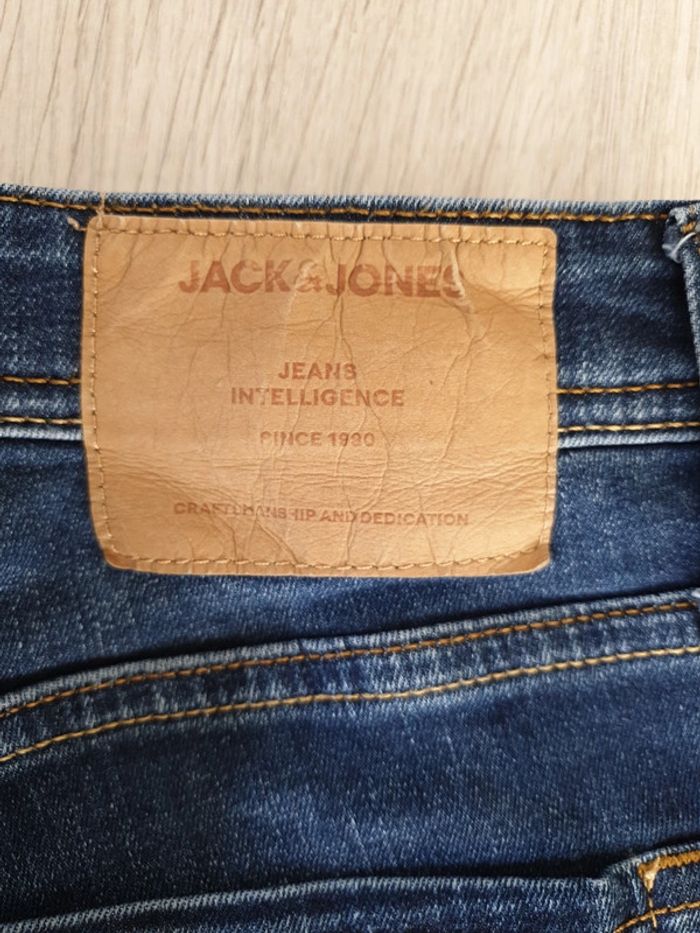 JACK&JONES
JEANS
INTELLIGENCE
SINCE 1990
CRAFTSMANSHIP AND DEDICATION